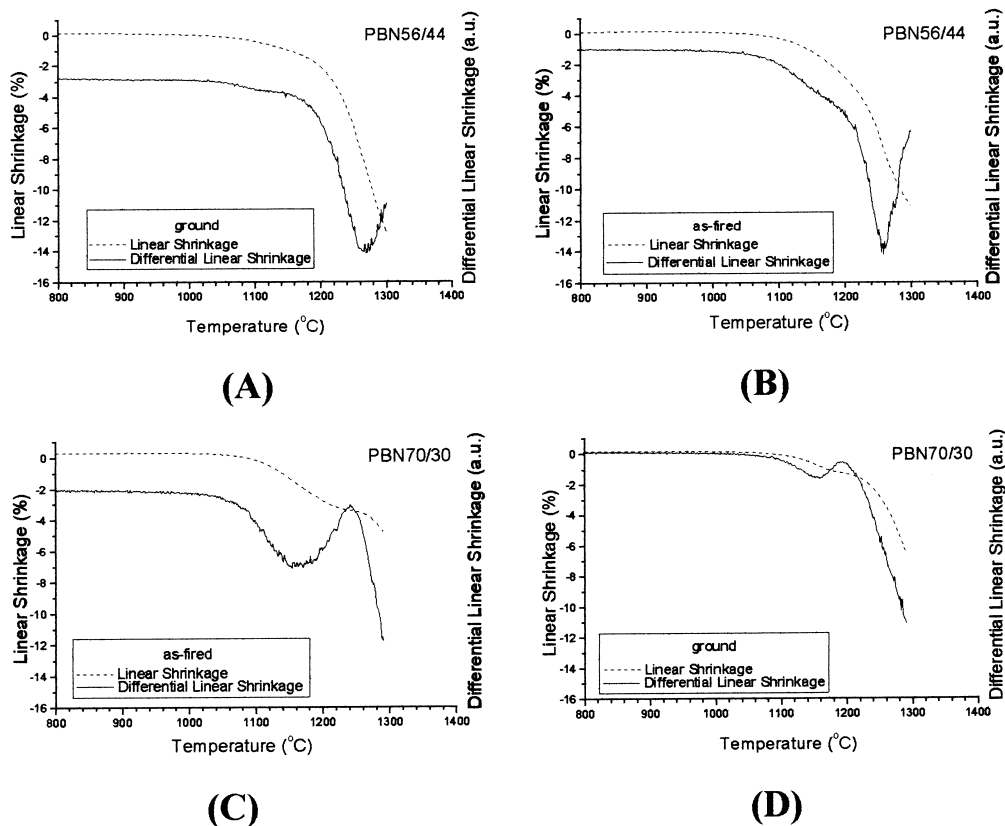 PBN56/44
Linear Shrinkage (%)
0
-2
-4
-6
-8
-10
-12
-14
-16
ground
Linear Shrinkage
Differential Linear Shrinkage
Differential Linear Shrinkage (a.u.)
800 900 1000 1100 1200 1300 1400
Temperature (°C)
(A)
PBN56/44
Linear Shrinkage (%)
0
-2
-4
-6
-8
-10
-12
-14
-16
as-fired
Linear Shrinkage
Differential Linear Shrinkage
Differential Linear Shrinkage (a.u.)
800 900 1000 1100 1200 1300 1400
Temperature (°C)
(B)
PBN70/30
Linear Shrinkage (%)
0
-2
-4
-6
-8
-10
-12
-14
-16
as-fired
Linear Shrinkage
Differential Linear Shrinkage
Differential Linear Shrinkage (a.u.)
800 900 1000 1100 1200 1300 1400
Temperature (°C)
(C)
PBN70/30
Linear Shrinkage (%)
0
-2
-4
-6
-8
-10
-12
-14
-16
ground
Linear Shrinkage
Differential Linear Shrinkage
Differential Linear Shrinkage (a.u.)
800 900 1000 1100 1200 1300 1400
Temperature (°C)
(D)